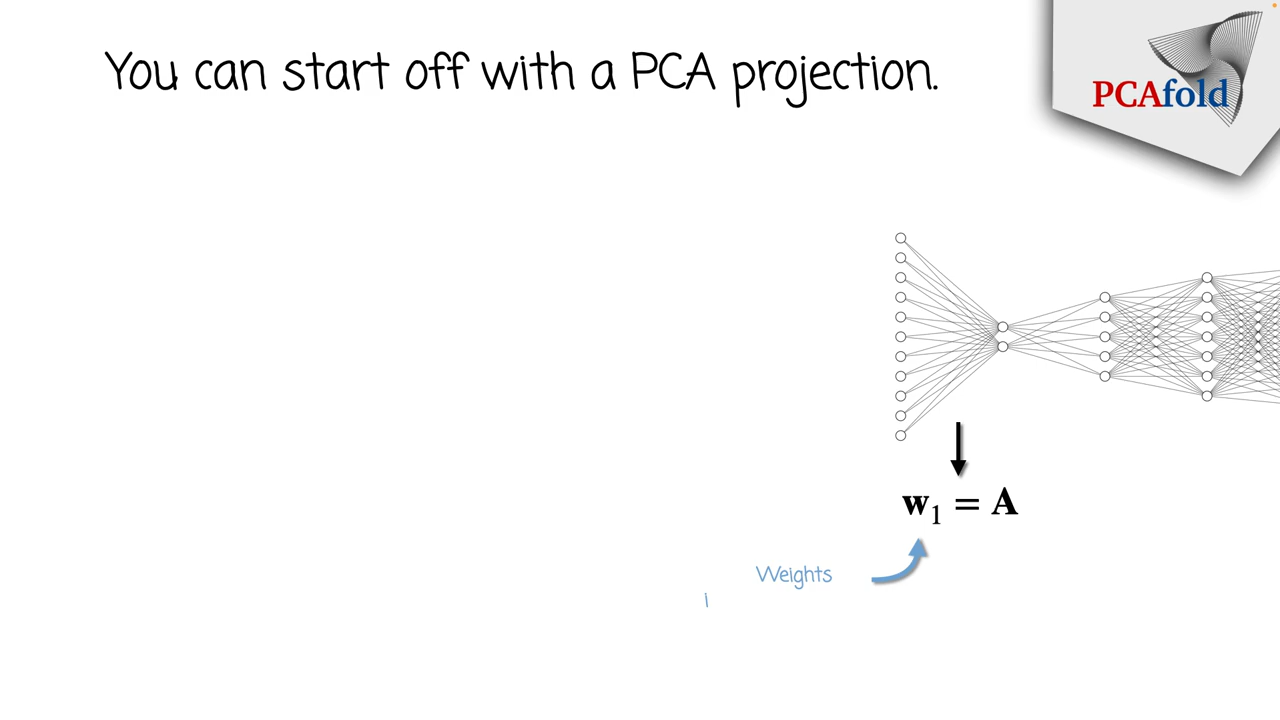 You can start off with a PCA projection.
PCAfold
w₁ = A
Weights
i